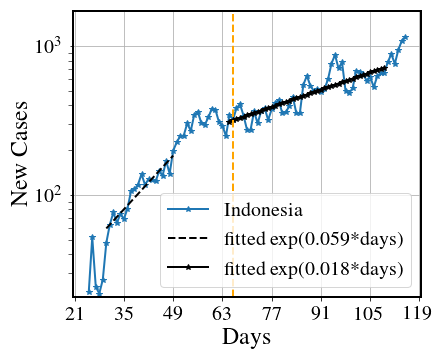 10³
10²
New Cases
Indonesia
fitted exp(0.059*days)
fitted exp(0.018*days)
21 35 49 63 77 91 105 119
Days